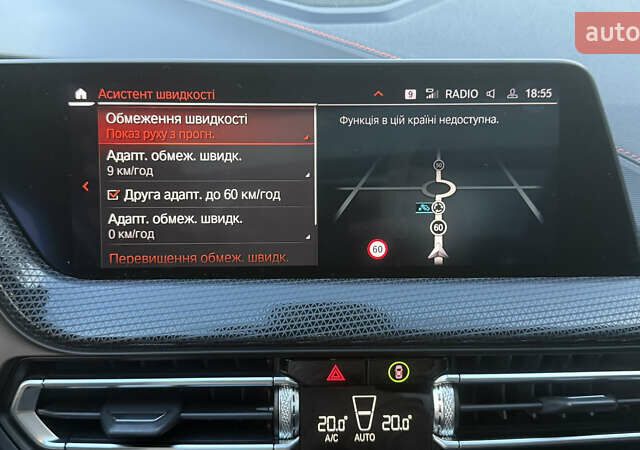 auto
Асистент швидкості
9
RADIO
18:55
Обмеження швидкості
Показ руху з прогн.
Адапт. обмеж. швидк.
9 км/год
Друга адапт. до 60 км/год
Адапт. обмеж. швидк.
0 км/год
Перевищення обмеж. швидк.
Функція в цій країні недоступна.
50
60
60
20.0
20.0
A/C
AUTO